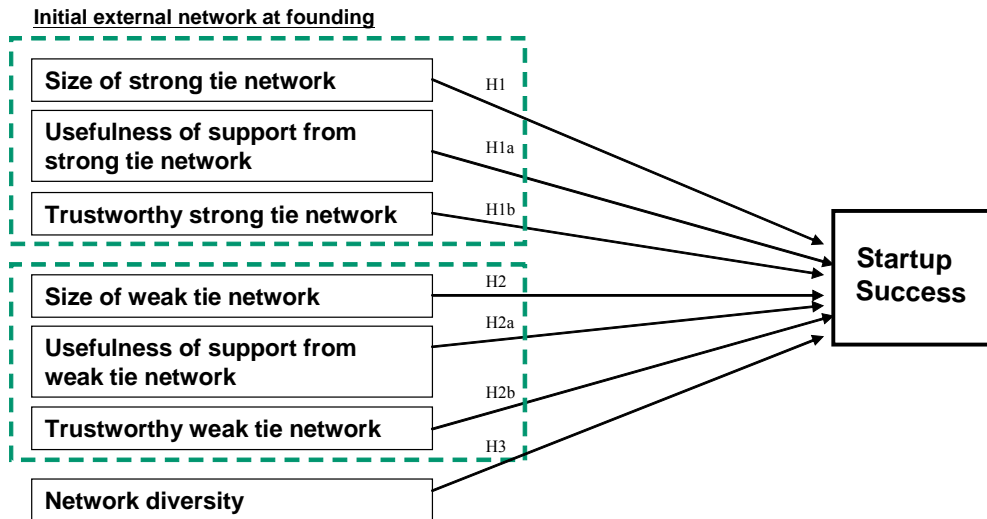 Initial external network at founding
Size of strong tie network
H1
Usefulness of support from
strong tie network
H1a
Trustworthy strong tie network
H1b
Size of weak tie network
H2
Usefulness of support from
weak tie network
H2a
Trustworthy weak tie network
H2b
H3
Network diversity
Startup
Success